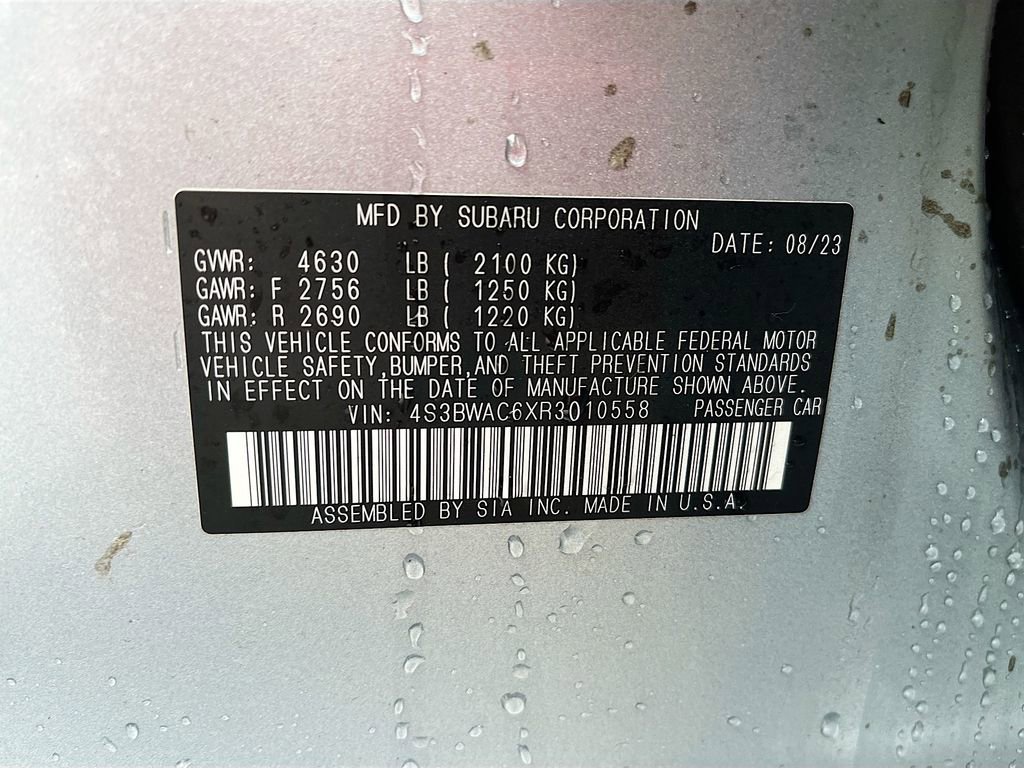 MFD BY SUBARU CORPORATION
DATE: 08/23
GVWR: 4630 LB ( 2100 KG)
GAWR: F 2756 LB ( 1250 KG)
GAWR: R 2690 LB ( 1220 KG)
THIS VEHICLE CONFORMS TO ALL APPLICABLE FEDERAL MOTOR
VEHICLE SAFETY, BUMPER, AND THEFT PREVENTION STANDARDS
IN EFFECT ON THE DATE OF MANUFACTURE SHOWN ABOVE.
VIN: 4S3BWAC6XR3010558 PASSENGER CAR
ASSEMBLED BY SIA INC. MADE IN U.S.A.